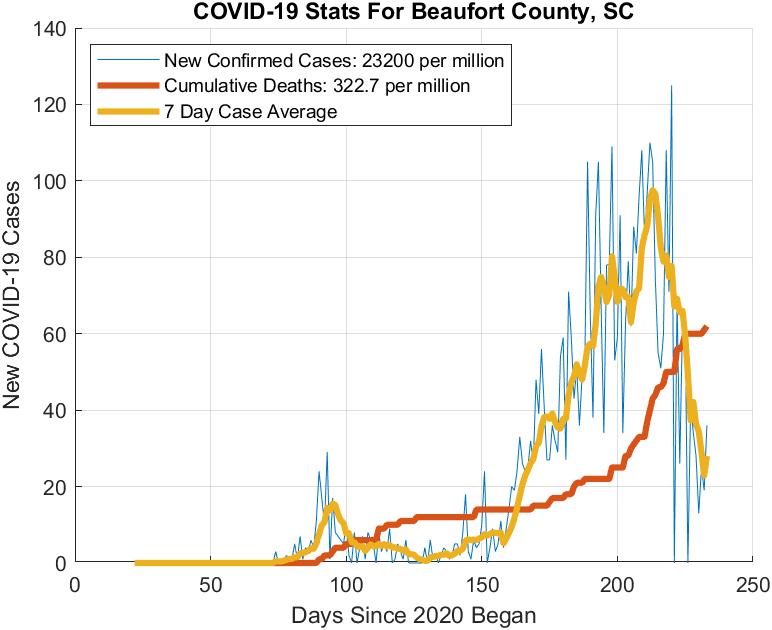 COVID-19 Stats For Beaufort County, SC
New Confirmed Cases: 23200 per million
Cumulative Deaths: 322.7 per million
7 Day Case Average
New COVID-19 Cases
140
120
100
80
60
40
20
0
0 50 100 150 200 250
Days Since 2020 Began